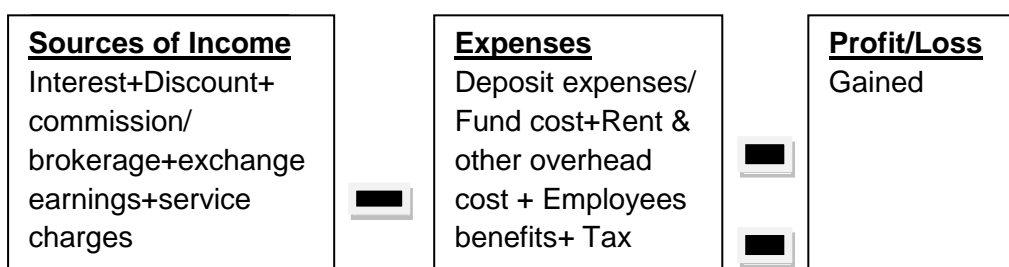 Sources of Income
Interest+Discount+
commission/
brokerage+exchange
earnings+service
charges
Expenses
Deposit expenses/
Fund cost+Rent &
other overhead
cost + Employees
benefits+ Tax
Profit/Loss
Gained